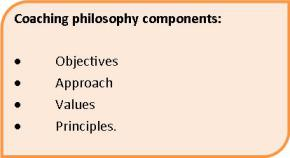 Coaching philosophy components:
• Objectives
• Approach
• Values
• Principles.